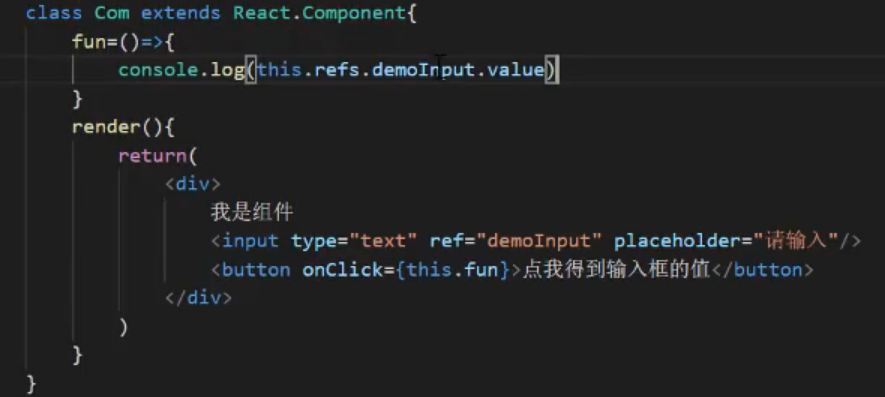 class Com extends React.Component{
fun=()=>{
console.log(this.refs.demoInput.value)
}
render(){
return(
<div>
我是组件
<input type="text" ref="demoInput" placeholder="请输入"/>
<button onClick={this.fun}>点我得到输入框的值</button>
</div>
)
}
}